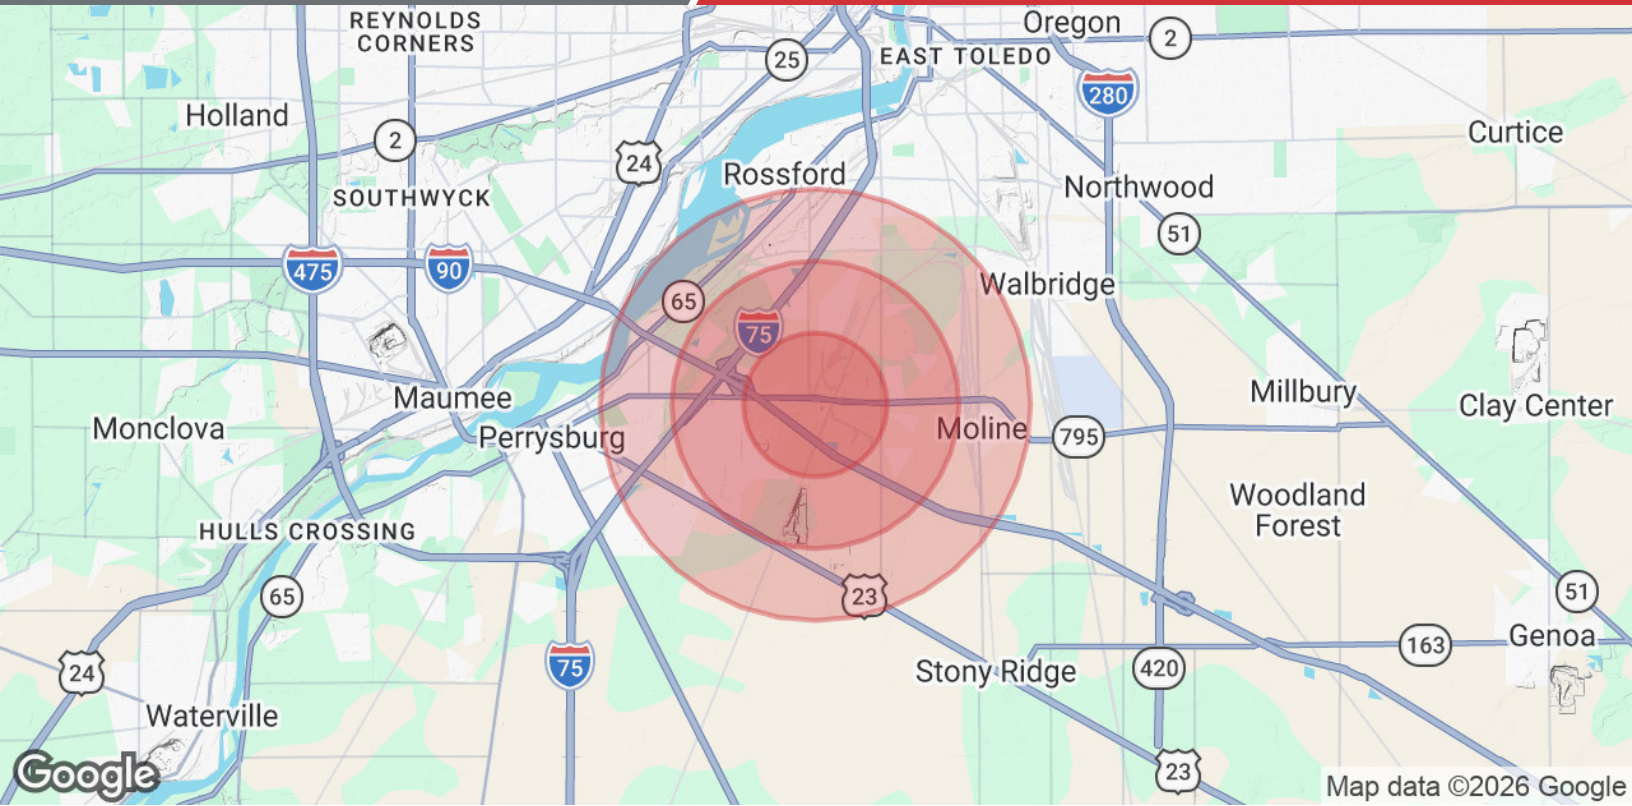 REYNOLDS
CORNERS
Oregon
2
25
EAST TOLEDO
280
Holland
Curtice
2
24
Rossford
Northwood
SOUTHWYCK
51
475
90
Walbridge
65
75
Maumee
Millbury
Clay Center
Monclova
Perrysburg
Moline
795
Woodland
Forest
HULLS CROSSING
65
23
51
Genoa
163
24
75
Stony Ridge
420
Waterville
23
Google
Map data ©2026 Google